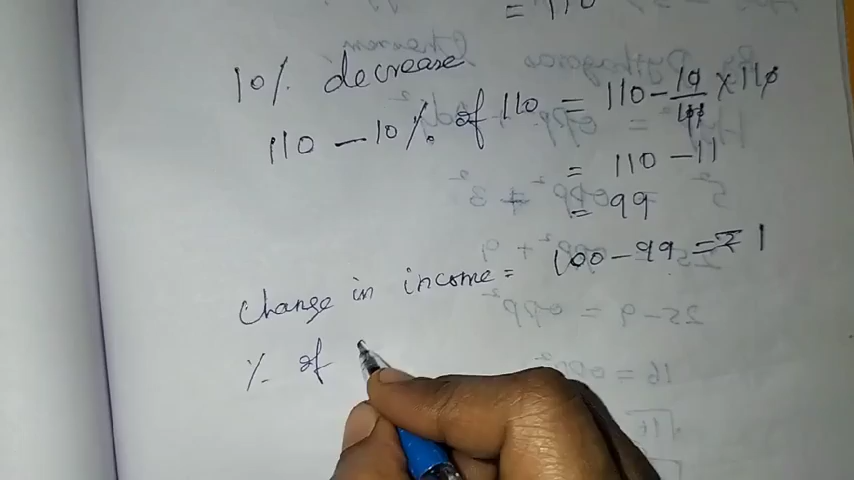 = 110
10% decrease
110 - 10% of 110 = 110 - 10/100 × 110
= 110 - 11
= 99
Change in income = 100 - 99 = ₹ 1
% of